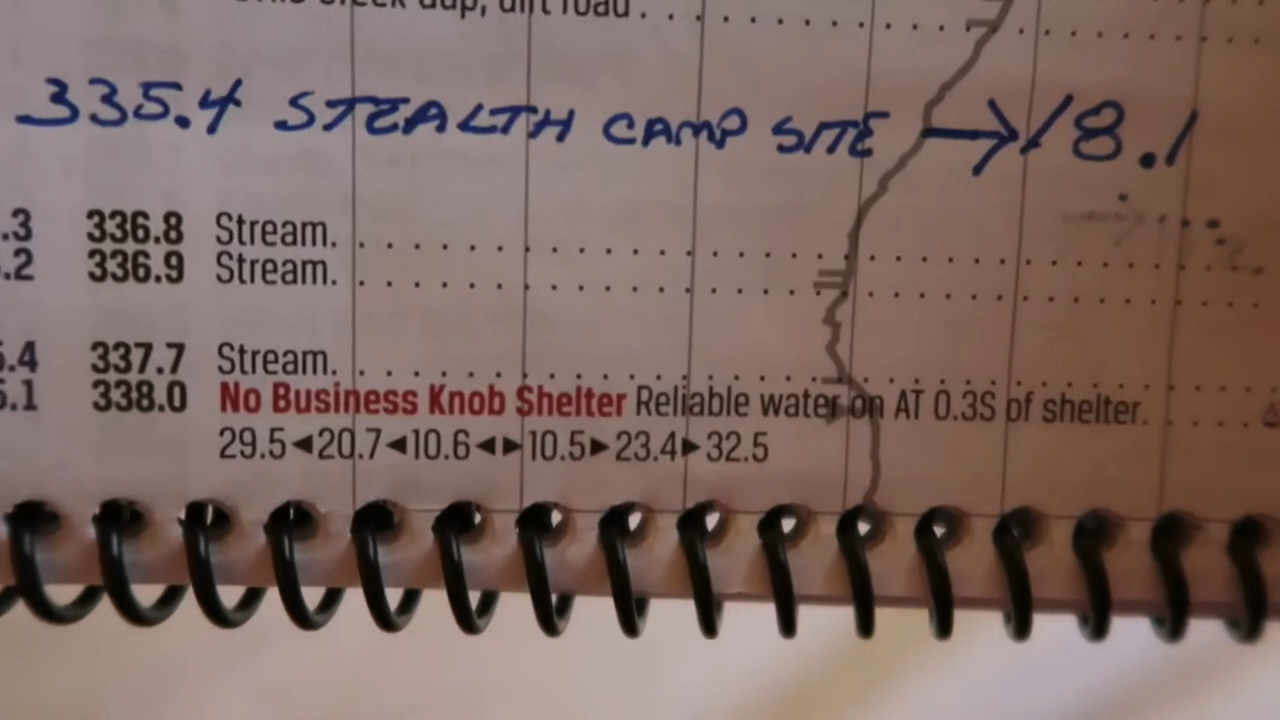 dirt road
335.4 STEALTH CAMP SITE → 18.1
.3 336.8 Stream.
.2 336.9 Stream.
.4 337.7 Stream.
.1 338.0 No Business Knob Shelter Reliable water on AT 0.3S of shelter.
29.5◄20.7◄10.6◄►10.5►23.4►32.5